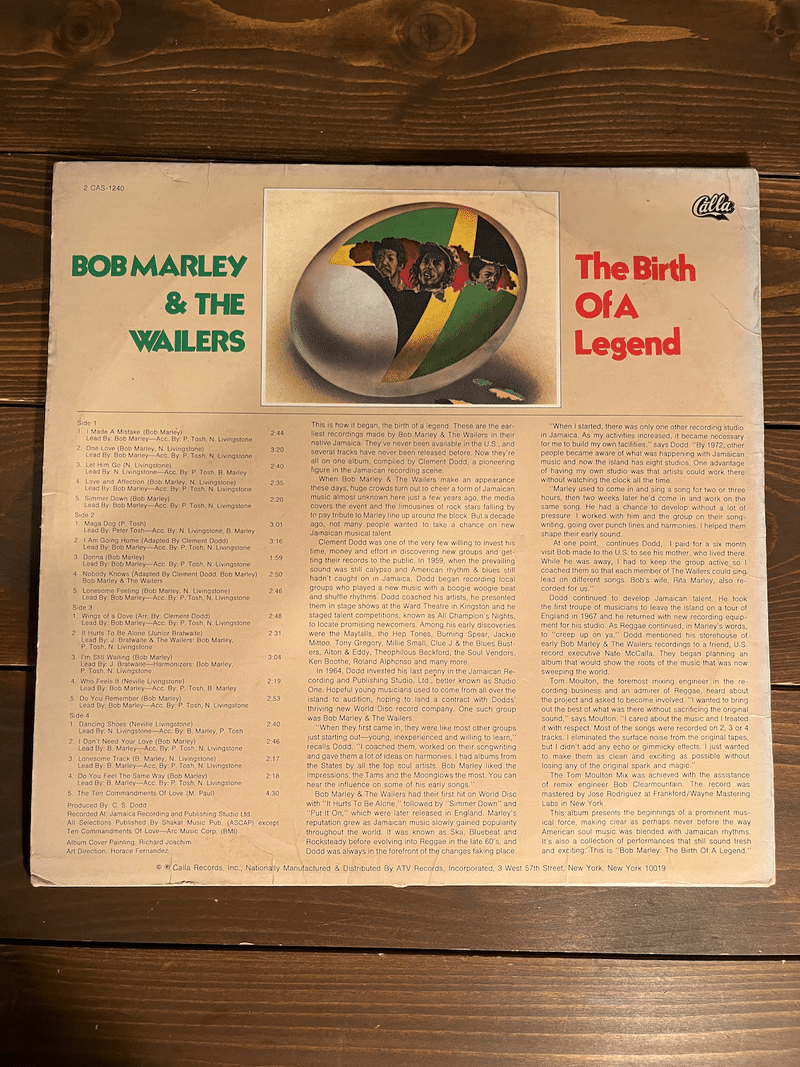 2 CAS-1240
Calla
BOB MARLEY
& THE
WAILERS
The Birth
Of A
Legend
Side 1
1. I Made A Mistake (Bob Marley) 2:44
Lead By: Bob Marley—Acc. By: P. Tosh, N. Livingstone
2. One Love (Bob Marley, N. Livingstone) 3:20
Lead By: Bob Marley—Acc. By: P. Tosh, N. Livingstone
3. Let Him Go (N. Livingstone) 2:40
Lead By: N. Livingstone—Acc. By: P. Tosh, B. Marley
4. Love and Affection (Bob Marley, N. Livingstone) 2:35
Lead By: Bob Marley—Acc. By: P. Tosh, N. Livingstone
5. Simmer Down (Bob Marley) 2:20
Lead By: Bob Marley—Acc. By: P. Tosh, N. Livingstone
Side 2
1. Maga Dog (P. Tosh) 3:01
Lead By: Peter Tosh—Acc. By: N. Livingstone, B. Marley
2. I Am Going Home (Adapted By Clement Dodd) 3:16
Lead By: Bob Marley—Acc. By: P. Tosh, N. Livingstone
3. Donna (Bob Marley) 1:59
Lead By: Bob Marley—Acc. By: P. Tosh, N. Livingstone
4. Nobody Knows (Adapted By Clement Dodd, Bob Marley) 2:50
Bob Marley & The Wailers
5. Lonesome Feeling (Bob Marley, N. Livingstone) 2:46
Lead By: Bob Marley—Acc. By: P. Tosh, N. Livingstone
Side 3
1. Wings of a Dove (Arr. By: Clement Dodd) 2:48
Lead By: Bob Marley—Acc. By: P. Tosh, N. Livingstone
2. It Hurts To Be Alone (Junior Bratwaite) 2:31
Lead By: J. Bratwaite & The Wailers: Bob Marley,
P. Tosh, N. Livingstone
3. I'm Still Waiting (Bob Marley) 3:04
Lead By: J. Bratwaite—Harmonizers: Bob Marley,
P. Tosh, N. Livingstone
4. Who Feels It (Neville Livingstone) 2:19
Lead By: N. Livingstone—Acc. By: P. Tosh, B. Marley
5. Do You Remember (Bob Marley) 2:53
Lead By: Bob Marley—Acc. By: P. Tosh, N. Livingstone
Side 4
1. Dancing Shoes (Neville Livingstone) 2:40
Lead By: N. Livingstone—Acc. By: B. Marley, P. Tosh
2. I Don't Need Your Love (Bob Marley) 2:46
Lead By: B. Marley—Acc. By: P. Tosh, N. Livingstone
3. Lonesome Track (B. Marley, N. Livingstone) 2:17
Lead By: B. Marley—Acc. By: P. Tosh, N. Livingstone
4. Do You Feel The Same Way (Bob Marley) 2:18
Lead By: B. Marley—Acc. By: P. Tosh, N. Livingstone
5. The Ten Commandments Of Love (M. Paul) 4:30
Produced By: C. S. Dodd
Recorded At: Jamaica Recording and Publishing Studio Ltd.
All Selections Published By Shakat Music Pub. (ASCAP) except
Ten Commandments Of Love—Arc Music Corp. (BMI)
Album Cover Painting: Richard Joachim
Art Direction: Horace Fernandez
This is how it began, the birth of a legend. These are the ear-
liest recordings made by Bob Marley & The Wailers in their
native Jamaica. They've never been available in the U.S., and
several tracks have never been released before. Now they're
all on one album, compiled by Clement Dodd, a pioneering
figure in the Jamaican recording scene.
When Bob Marley & The Wailers make an appearance
these days, huge crowds turn out to cheer a form of Jamaican
music almost unknown here just a few years ago, the media
covers the event and the limousines of rock stars falling by
to pay tribute to Marley line up around the block. But a decade
ago, not many people wanted to take a chance on new
Jamaican musical talent.
Clement Dodd was one of the very few willing to invest his
time, money and effort in discovering new groups and get-
ting their records to the public. In 1959, when the prevailing
sound was still calypso and American rhythm & blues still
hadn't caught on in Jamaica, Dodd began recording local
groups who played a new music with a boogie woogie beat
and shuffle rhythms. Dodd coached his artists, he presented
them in stage shows at the Ward Theatre in Kingston and he
staged talent competitions, known as All Champion's Nights,
to locate promising newcomers. Among his early discoveries
were the Maytalls, the Hep Tones, Burning Spear, Jackie
Mittoo, Tony Gregory, Millie Small, Clue J & the Blues Bust-
ers, Alton & Eddy, Theophilous Beckford, the Soul Vendors,
Ken Boothe, Roland Alphonso and many more.
In 1964, Dodd invested his last penny in the Jamaican Re-
cording and Publishing Studio, Ltd., better known as Studio
One. Hopeful young musicians used to come from all over the
island to audition, hoping to land a contract with Dodds'
thriving new World Disc record company. One such group
was Bob Marley & The Wailers.
"When they first came in, they were like most other groups
just starting out—young, inexperienced and willing to learn,"
recalls Dodd. "I coached them, worked on their songwriting
and gave them a lot of ideas on harmonies. I had albums from
the States by all the top soul artists. Bob Marley liked the
Impressions, the Tams and the Moonglows the most. You can
hear the influence on some of his early songs."
Bob Marley & The Wailers had their first hit on World Disc
with "It Hurts To Be Alone," followed by "Simmer Down" and
"Put It On," which were later released in England. Marley's
reputation grew as Jamaican music slowly gained popularity
throughout the world. It was known as Ska, Bluebeat and
Rocksteady before evolving into Reggae in the late 60's, and
Dodd was always in the forefront of the changes taking place.
"When I started, there was only one other recording studio
in Jamaica. As my activities increased, it became necessary
for me to build my own facilities," says Dodd. "By 1972, other
people became aware of what was happening with Jamaican
music and now the island has eight studios. One advantage
of having my own studio was that artists could work there
without watching the clock all the time.
"Marley used to come in and sing a song for two or three
hours, then two weeks later he'd come in and work on the
same song. He had a chance to develop without a lot of
pressure. I worked with him and the group on their song-
writing, going over punch lines and harmonies. I helped them
shape their early sound.
At one point," continues Dodd, "I paid for a six month
visit Bob made to the U.S. to see his mother, who lived there.
While he was away, I had to keep the group active so I
coached them so that each member of The Wailers could sing
lead on different songs. Bob's wife, Rita Marley, also re-
corded for us."
Dodd continued to develop Jamaican talent. He took
the first troupe of musicians to leave the island on a tour of
England in 1967 and he returned with new recording equip-
ment for his studio. As Reggae continued, in Marley's words,
to "creep up on ya," Dodd mentioned his storehouse of
early Bob Marley & The Wailers recordings to a friend, U.S.
record executive Nate McCalla. They began planning an
album that would show the roots of the music that was now
sweeping the world.
Tom Moulton, the foremost mixing engineer in the re-
cording business and an admirer of Reggae, heard about
the project and asked to become involved. "I wanted to bring
out the best of what was there without sacrificing the original
sound," says Moulton. "I cared about the music and I treated
it with respect. Most of the songs were recorded on 2, 3 or 4
tracks. I eliminated the surface noise from the original tapes,
but I didn't add any echo or gimmicky effects. I just wanted
to make them as clean and exciting as possible without
losing any of the original spark and magic."
The Tom Moulton Mix was achieved with the assistance
of remix engineer Bob Clearmountain. The record was
mastered by Jose Rodriguez at Frankford/Wayne Mastering
Labs in New York.
This album presents the beginnings of a prominent mus-
ical force, making clear as perhaps never before the way
American soul music was blended with Jamaican rhythms.
It's also a collection of performances that still sound fresh
and exciting. This is "Bob Marley: The Birth Of A Legend."
© ℗ Calla Records, Inc., Nationally Manufactured & Distributed By ATV Records, Incorporated, 3 West 57th Street, New York, New York 10019